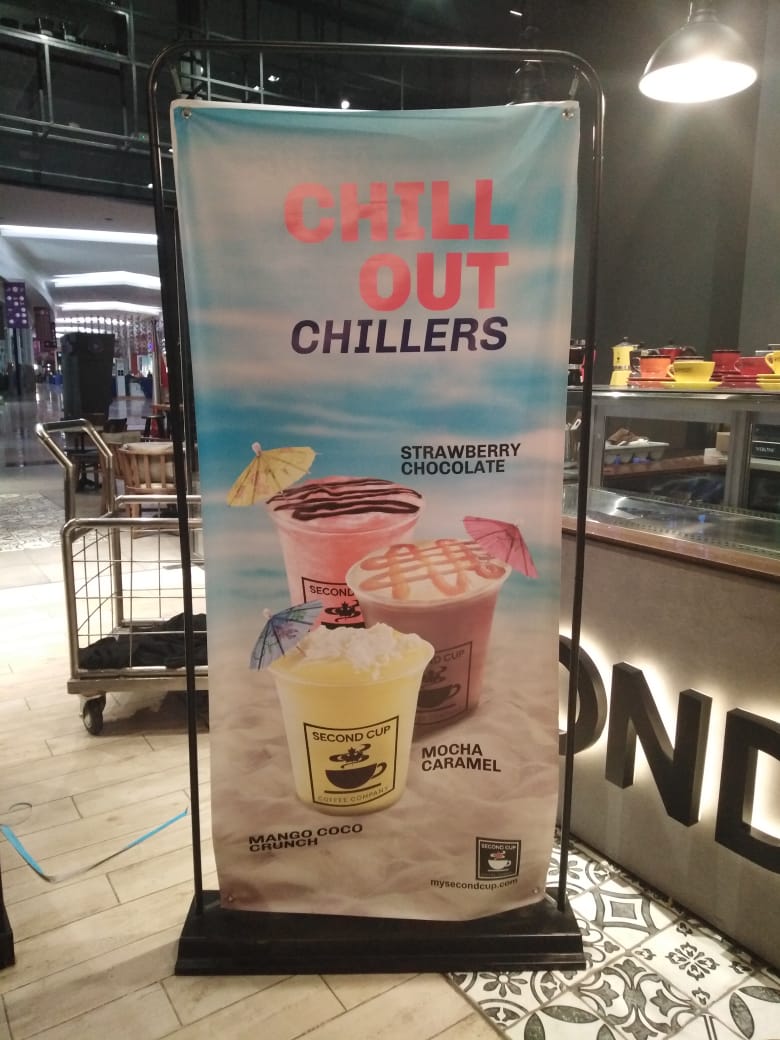 CHILL
OUT
CHILLERS
STRAWBERRY
CHOCOLATE
SECOND
SECOND CUP
COFFEE COMPANY
MOCHA
CARAMEL
MANGO COCO
CRUNCH
SECOND CUP
mysecondcup.com
OND